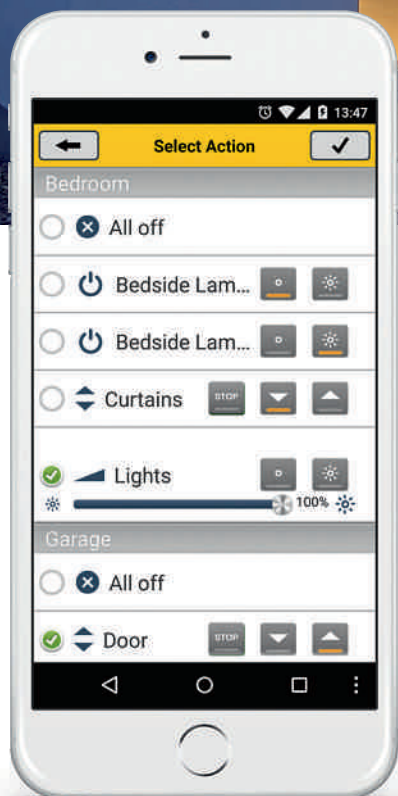 13:47
Select Action
Bedroom
All off
Bedside Lam...
Bedside Lam...
Curtains STOP
Lights
100%
Garage
All off
Door STOP